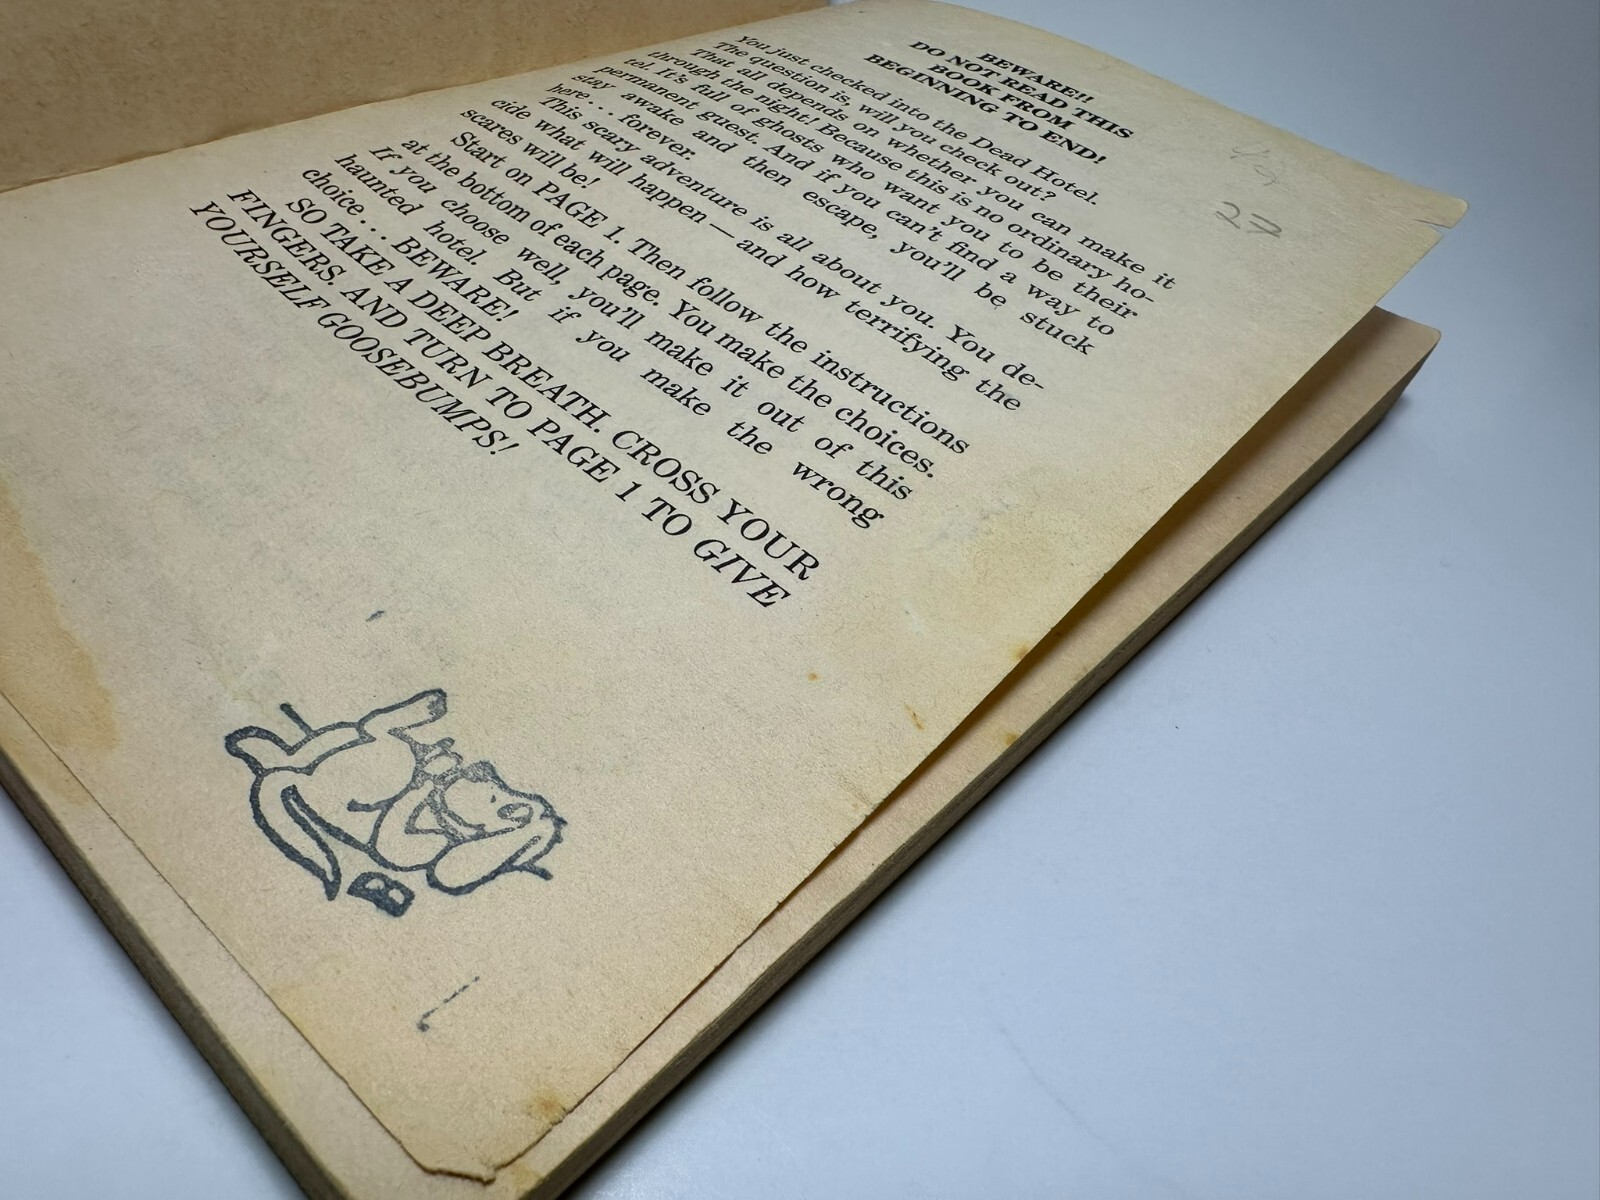 BEWARE!!
DO NOT READ THIS
BOOK FROM
BEGINNING TO END!
You just checked into the Dead Hotel.
The question is, will you check out?
That all depends on whether you can make it
through the night! Because this is no ordinary ho-
tel. It's full of ghosts who want you to be their
permanent guest. And if you can't find a way to
stay awake and then escape, you'll be stuck
here... forever.
This scary adventure is all about you. You de-
cide what will happen — and how terrifying the
scares will be!
Start on PAGE 1. Then follow the instructions
at the bottom of each page. You make the choices.
If you choose well, you'll make it out of this
haunted hotel. But if you make the wrong
choice... BEWARE!
SO TAKE A DEEP BREATH. CROSS YOUR
FINGERS. AND TURN TO PAGE 1 TO GIVE
YOURSELF GOOSEBUMPS!
27